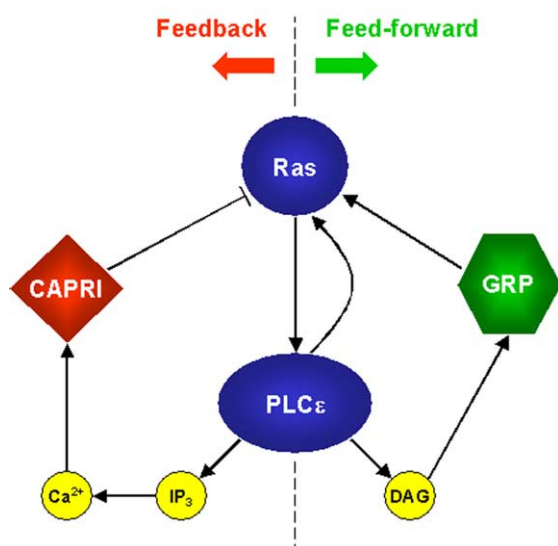 Feedback
Feed-forward
Ras
CAPRI
GRP
PLCε
Ca²⁺
IP₃
DAG